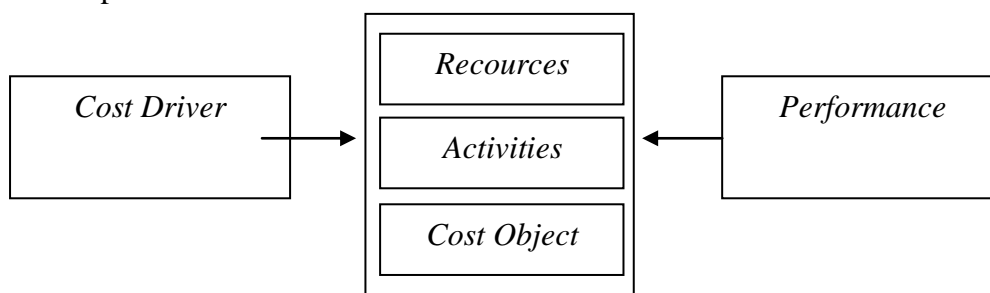 Recources
Cost Driver
Performance
Activities
Cost Object